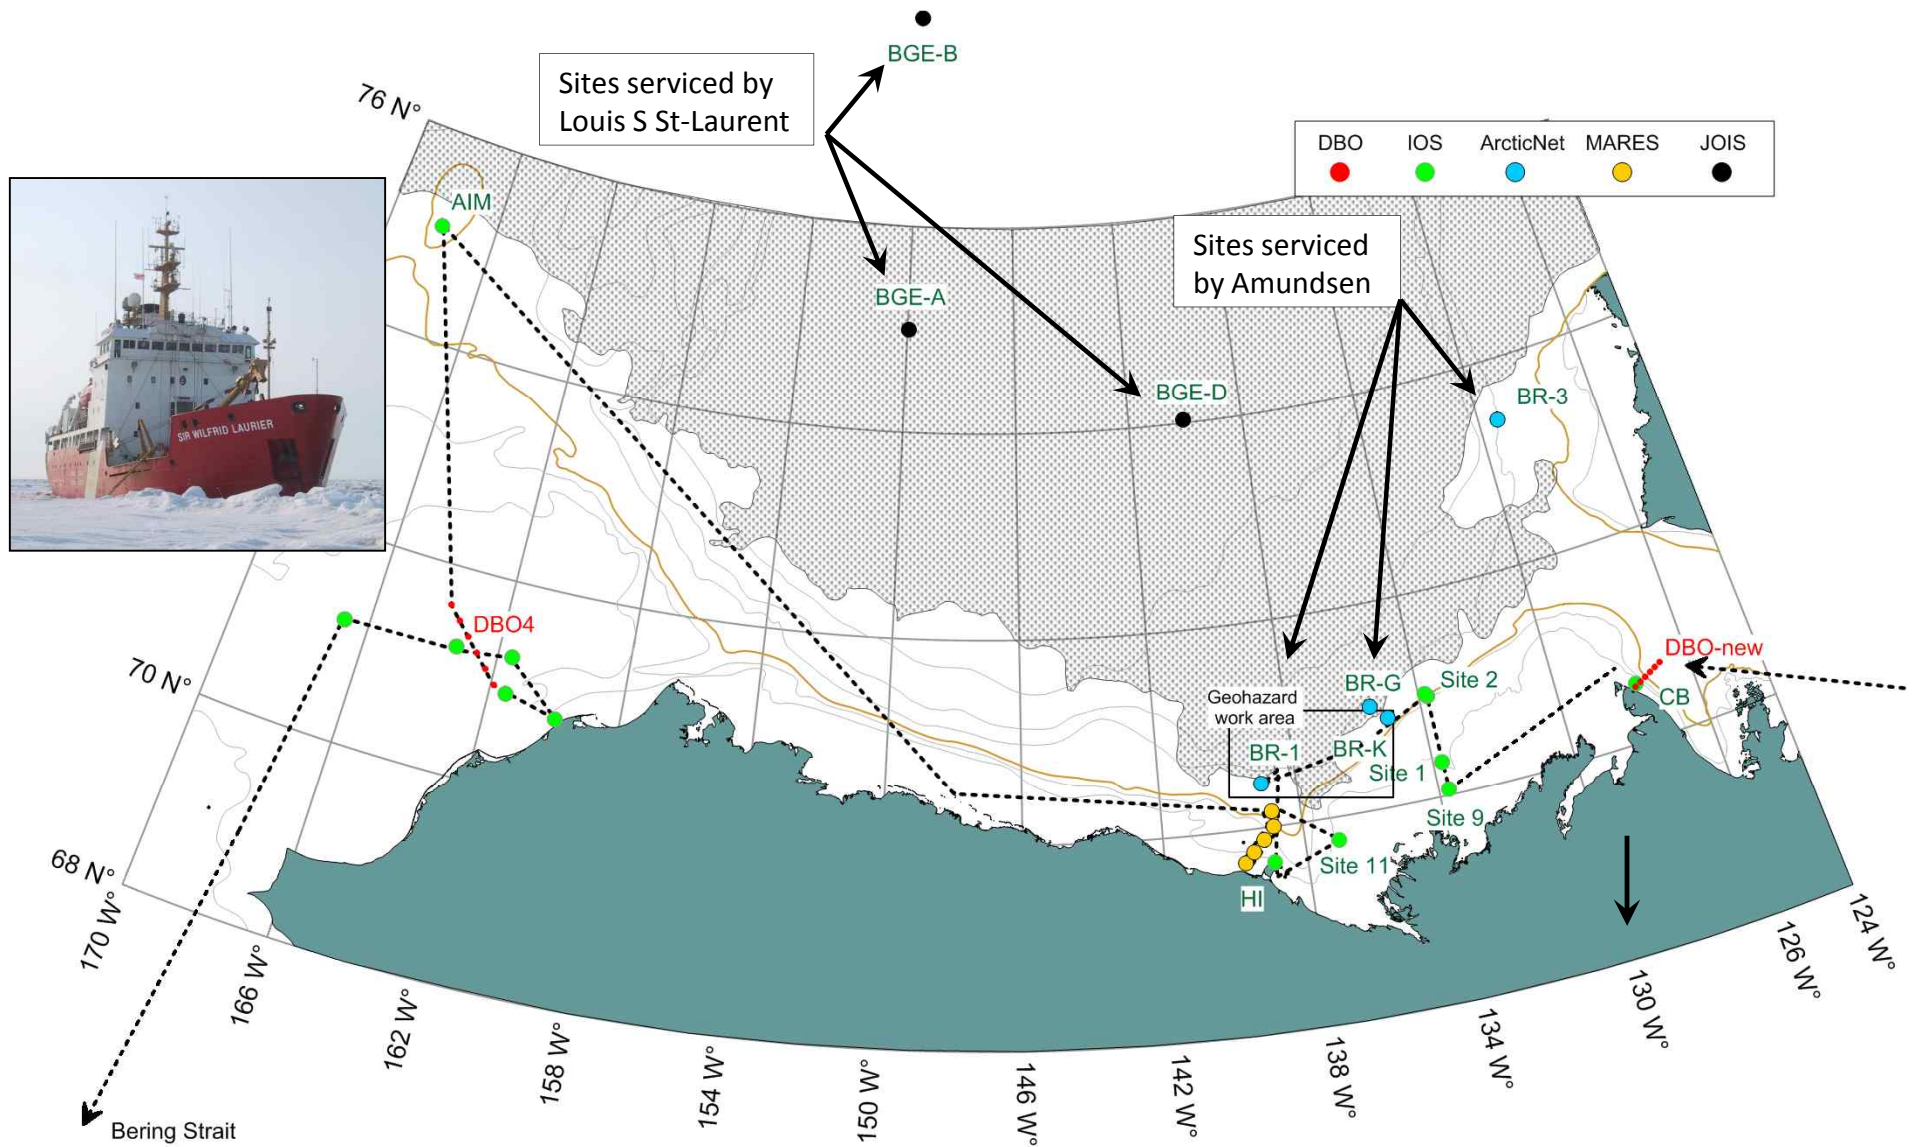 BGE-B
Sites serviced by
Louis S St-Laurent
76 N°
DBO IOS ArcticNet MARES JOIS
AIM
Sites serviced
by Amundsen
BGE-A
BGE-D
BR-3
SIR WILFRID LAURIER
DBO4
DBO-new
70 N°
BR-G
Site 2
CB
Geohazard
work area
BR-1
BR-K
Site 1
Site 9
Site 11
HI
68 N°
170 W°
166 W°
162 W°
158 W°
154 W°
150 W°
146 W°
142 W°
138 W°
134 W°
130 W°
126 W°
124 W°
Bering Strait